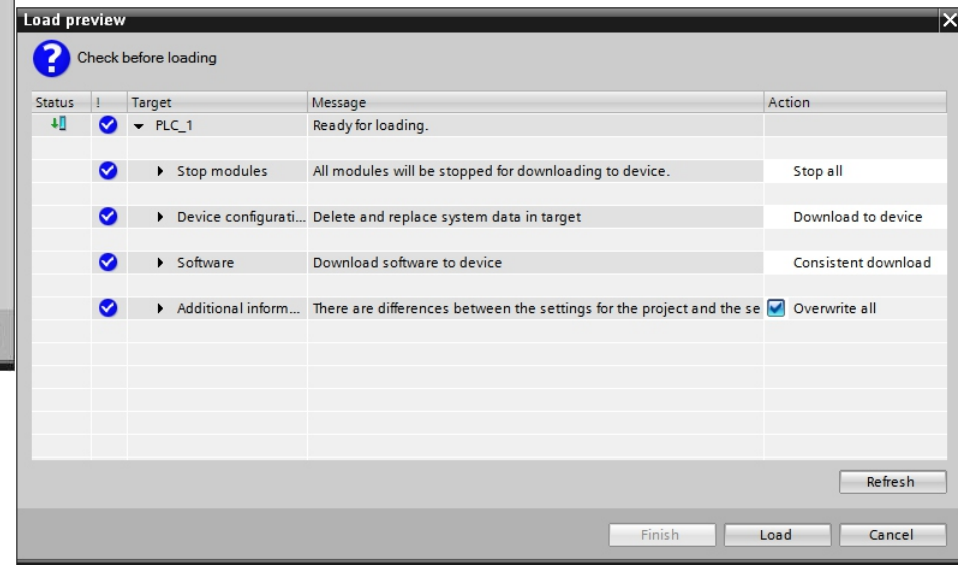 Load preview
Check before loading
Status ! Target Message Action
PLC_1 Ready for loading.
Stop modules All modules will be stopped for downloading to device. Stop all
Device configurati... Delete and replace system data in target Download to device
Software Download software to device Consistent download
Additional inform... There are differences between the settings for the project and the se Overwrite all
Refresh
Finish Load Cancel